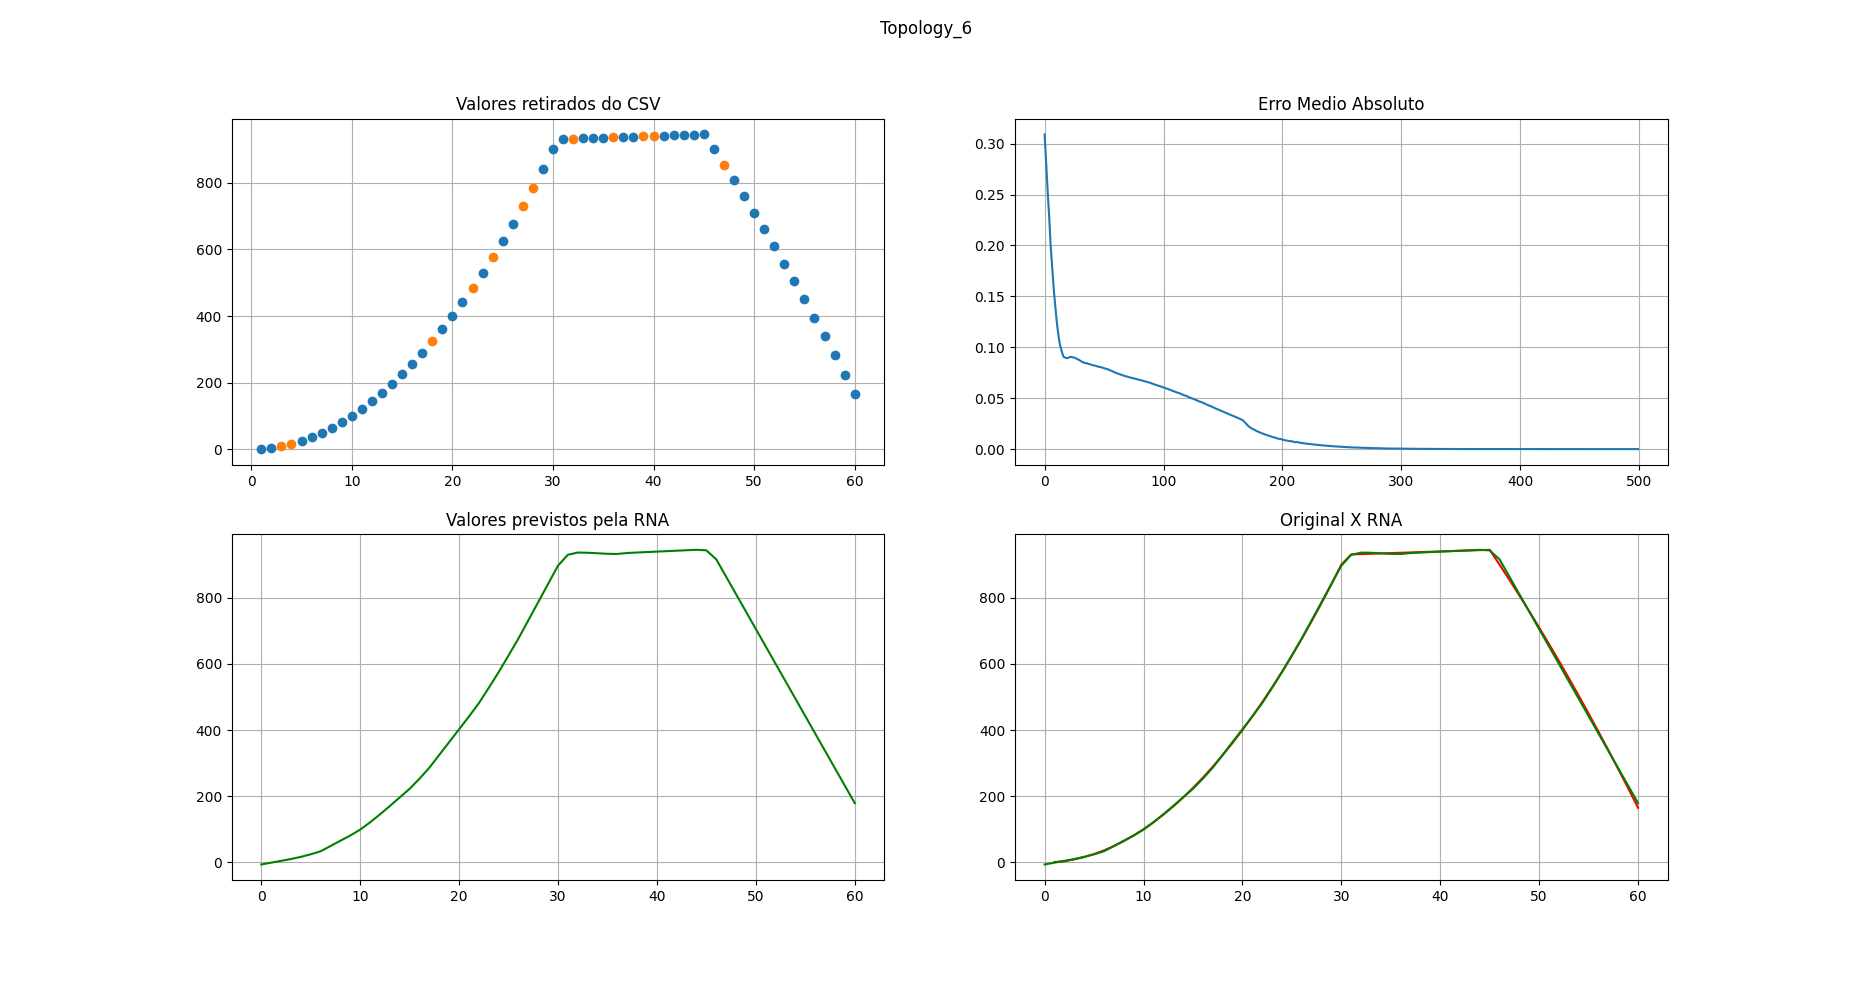 Topology_6
Valores retirados do CSV
800
600
400
200
0
0 10 20 30 40 50 60
Erro Medio Absoluto
0.30
0.25
0.20
0.15
0.10
0.05
0.00
0 100 200 300 400 500
Valores previstos pela RNA
800
600
400
200
0
0 10 20 30 40 50 60
Original X RNA
800
600
400
200
0
0 10 20 30 40 50 60